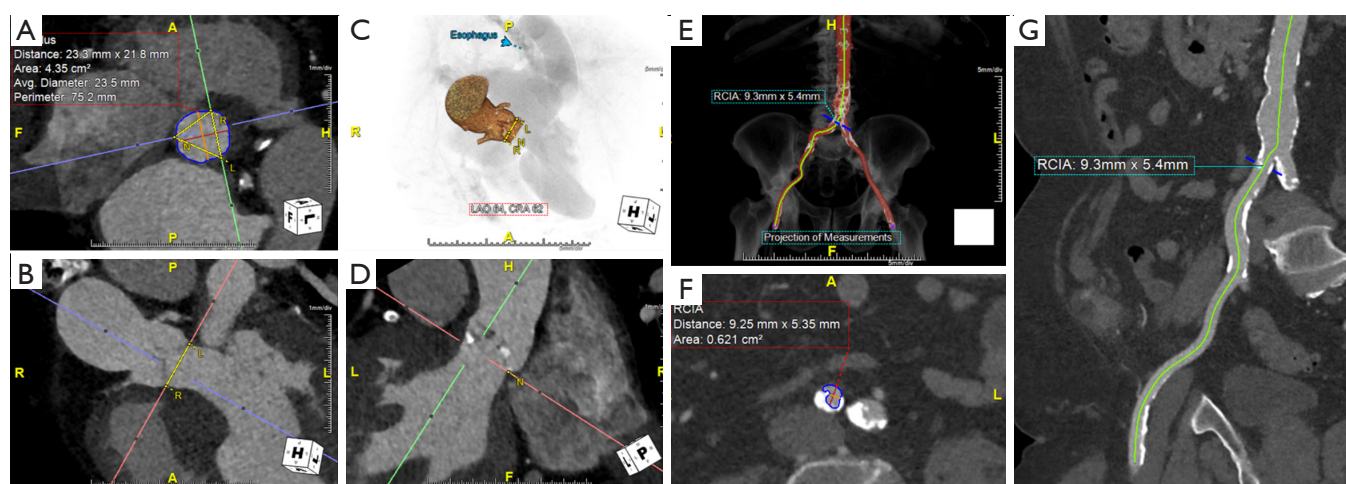 A
A
...lus
Distance: 23.3 mm x 21.8 mm
Area: 4.35 cm²
Avg. Diameter: 23.5 mm
Perimeter: 75.2 mm
1mm/div
R
N
L
F
H
P
F
L
B
P
1mm/div
L
R
R
L
A
H
C
P
Esophagus
R
L
N
R
LAO 64, CRA 62
A
H
D
H
L
N
F
L
P
E
H
5mm/div
RCIA: 9.3mm x 5.4mm
L
Projection of Measurements
F
5mm/div
F
A
RCIA
Distance: 9.25 mm x 5.35 mm
Area: 0.621 cm²
L
G
RCIA: 9.3mm x 5.4mm